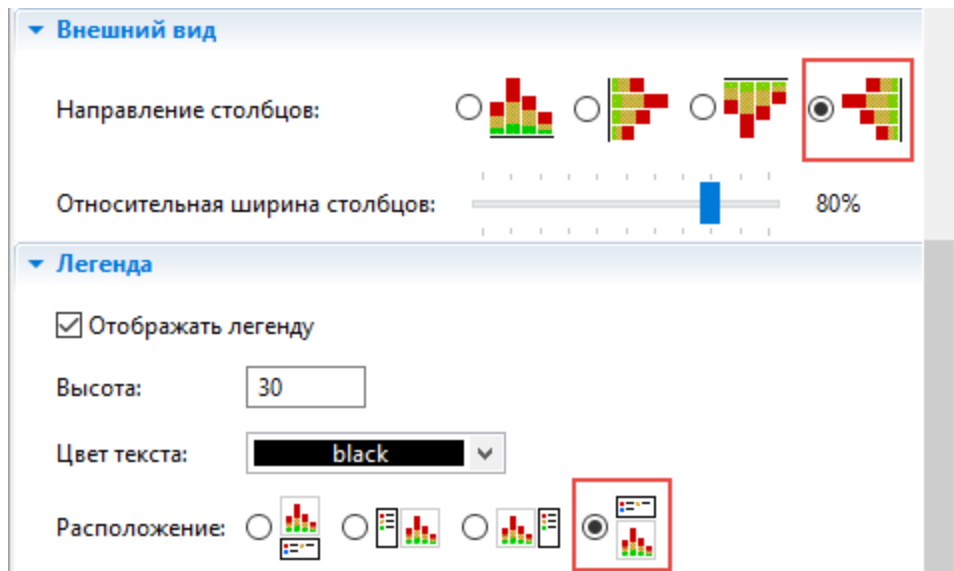 Внешний вид
Направление столбцов:
Относительная ширина столбцов: 80%
Легенда
Отображать легенду
Высота: 30
Цвет текста: black
Расположение: